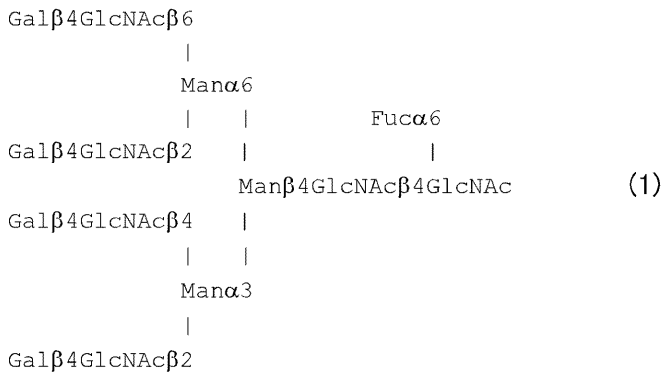 Galβ4GlcNAcβ6
|
Manα6
| | Fucα6
Galβ4GlcNAcβ2 | |
Manβ4GlcNAcβ4GlcNAc (1)
Galβ4GlcNAcβ4 |
| |
Manα3
|
Galβ4GlcNAcβ2